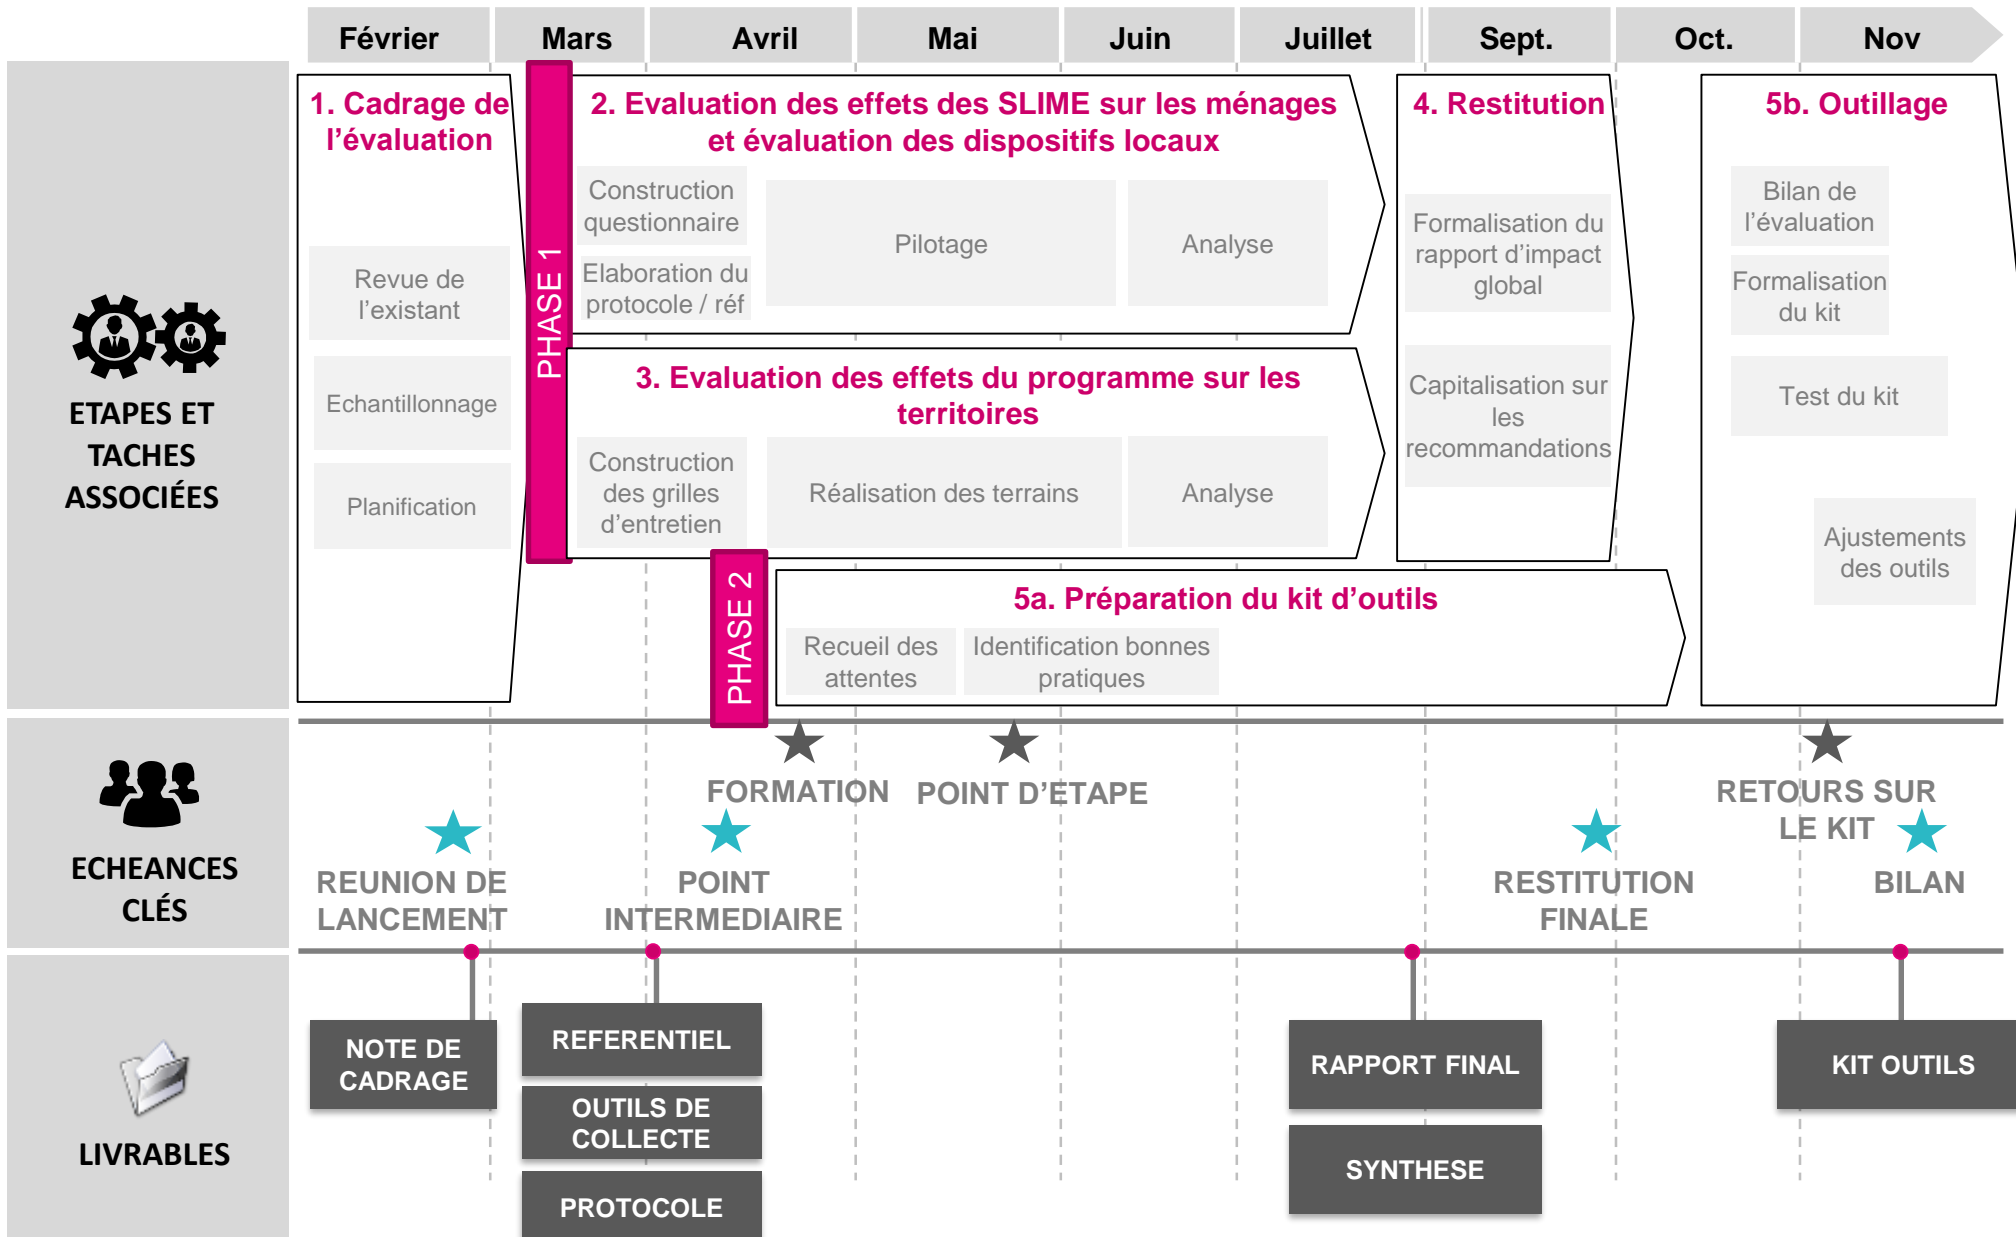 Février
Mars
Avril
Mai
Juin
Juillet
Sept.
Oct.
Nov
ETAPES ET
TACHES
ASSOCIÉES
1. Cadrage de
l'évaluation
Revue de
l'existant
Echantillonnage
Planification
PHASE 1
2. Evaluation des effets des SLIME sur les ménages
et évaluation des dispositifs locaux
Construction
questionnaire
Elaboration du
protocole / réf
Pilotage
Analyse
3. Evaluation des effets du programme sur les
territoires
Construction
des grilles
d'entretien
Réalisation des terrains
Analyse
4. Restitution
Formalisation du
rapport d'impact
global
Capitalisation sur
les
recommandations
PHASE 2
5a. Préparation du kit d'outils
Recueil des
attentes
Identification bonnes
pratiques
5b. Outillage
Bilan de
l'évaluation
Formalisation
du kit
Test du kit
Ajustements
des outils
ECHEANCES
CLÉS
FORMATION
POINT D'ETAPE
RETOURS SUR
LE KIT
REUNION DE
LANCEMENT
POINT
INTERMEDIAIRE
RESTITUTION
FINALE
BILAN
LIVRABLES
NOTE DE
CADRAGE
REFERENTIEL
OUTILS DE
COLLECTE
PROTOCOLE
RAPPORT FINAL
SYNTHESE
KIT OUTILS